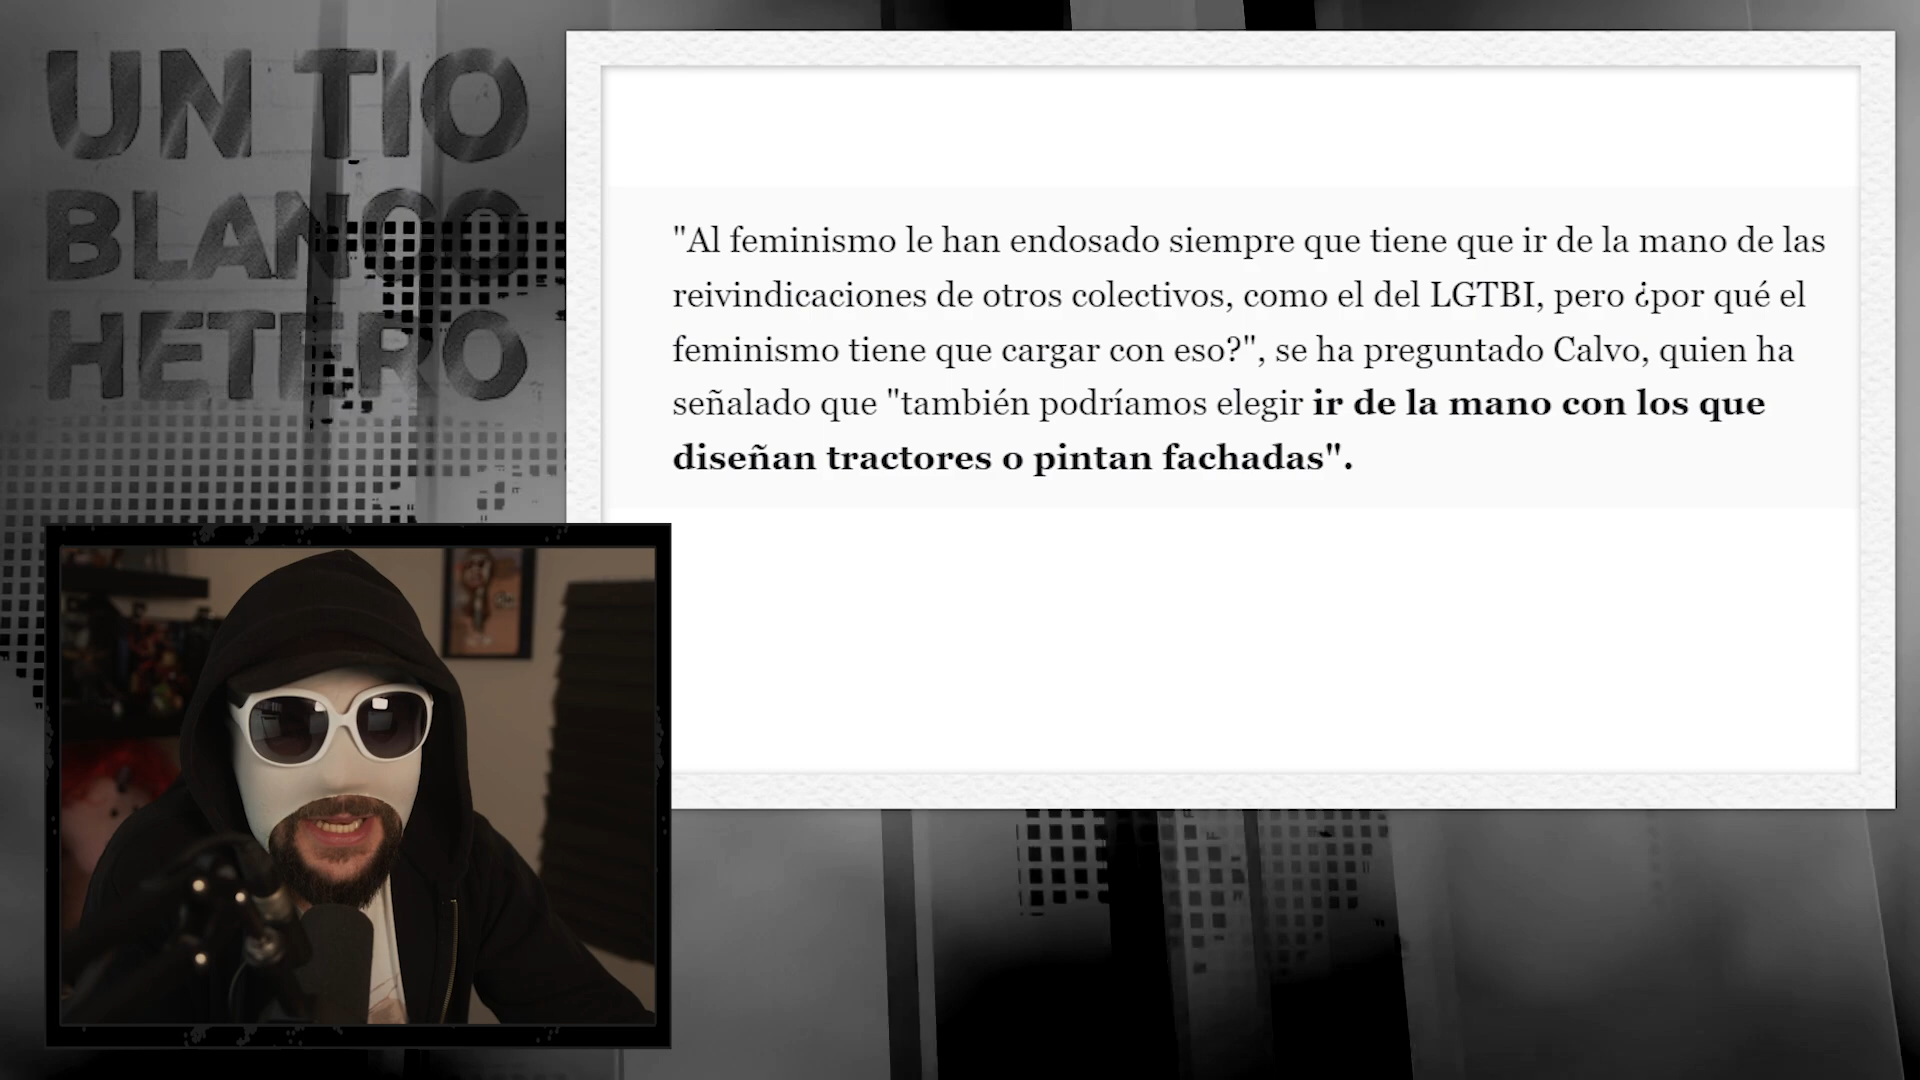 UN TIO
BLANCO
HETERO
"Al feminismo le han endosado siempre que tiene que ir de la mano de las
reivindicaciones de otros colectivos, como el del LGTBI, pero ¿por qué el
feminismo tiene que cargar con eso?", se ha preguntado Calvo, quien ha
señalado que "también podríamos elegir ir de la mano con los que
diseñan tractores o pintan fachadas".